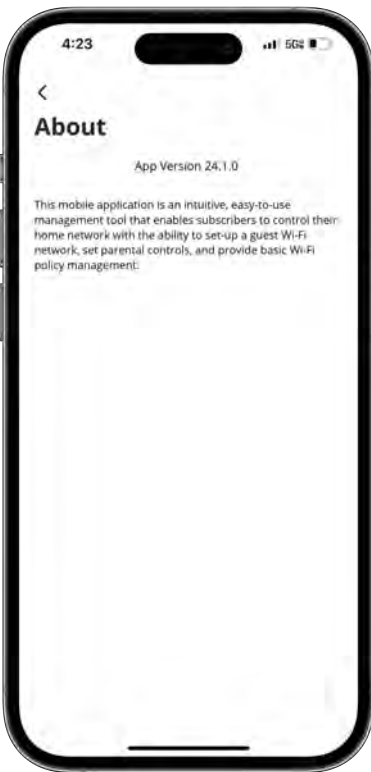 4:23
5G
About
App Version 24.1.0
This mobile application is an intuitive, easy-to-use
management tool that enables subscribers to control their
home network with the ability to set-up a guest Wi-Fi
network, set parental controls, and provide basic Wi-Fi
policy management.